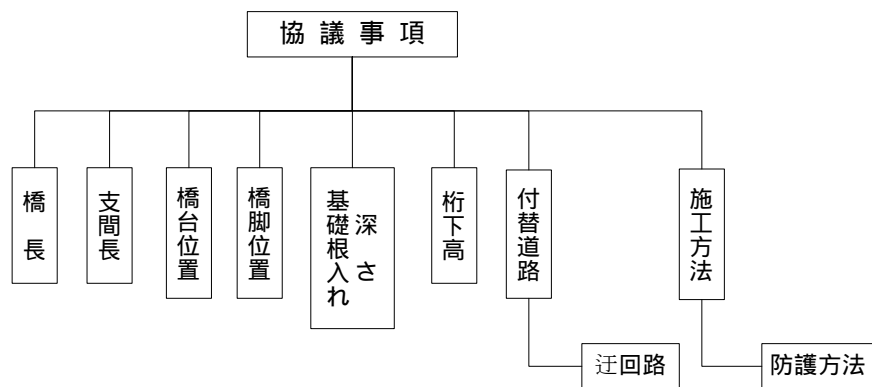 協議事項
橋長
支間長
橋台位置
橋脚位置
基礎根入れ
深さ
桁下高
付替道路
施工方法
迂回路
防護方法